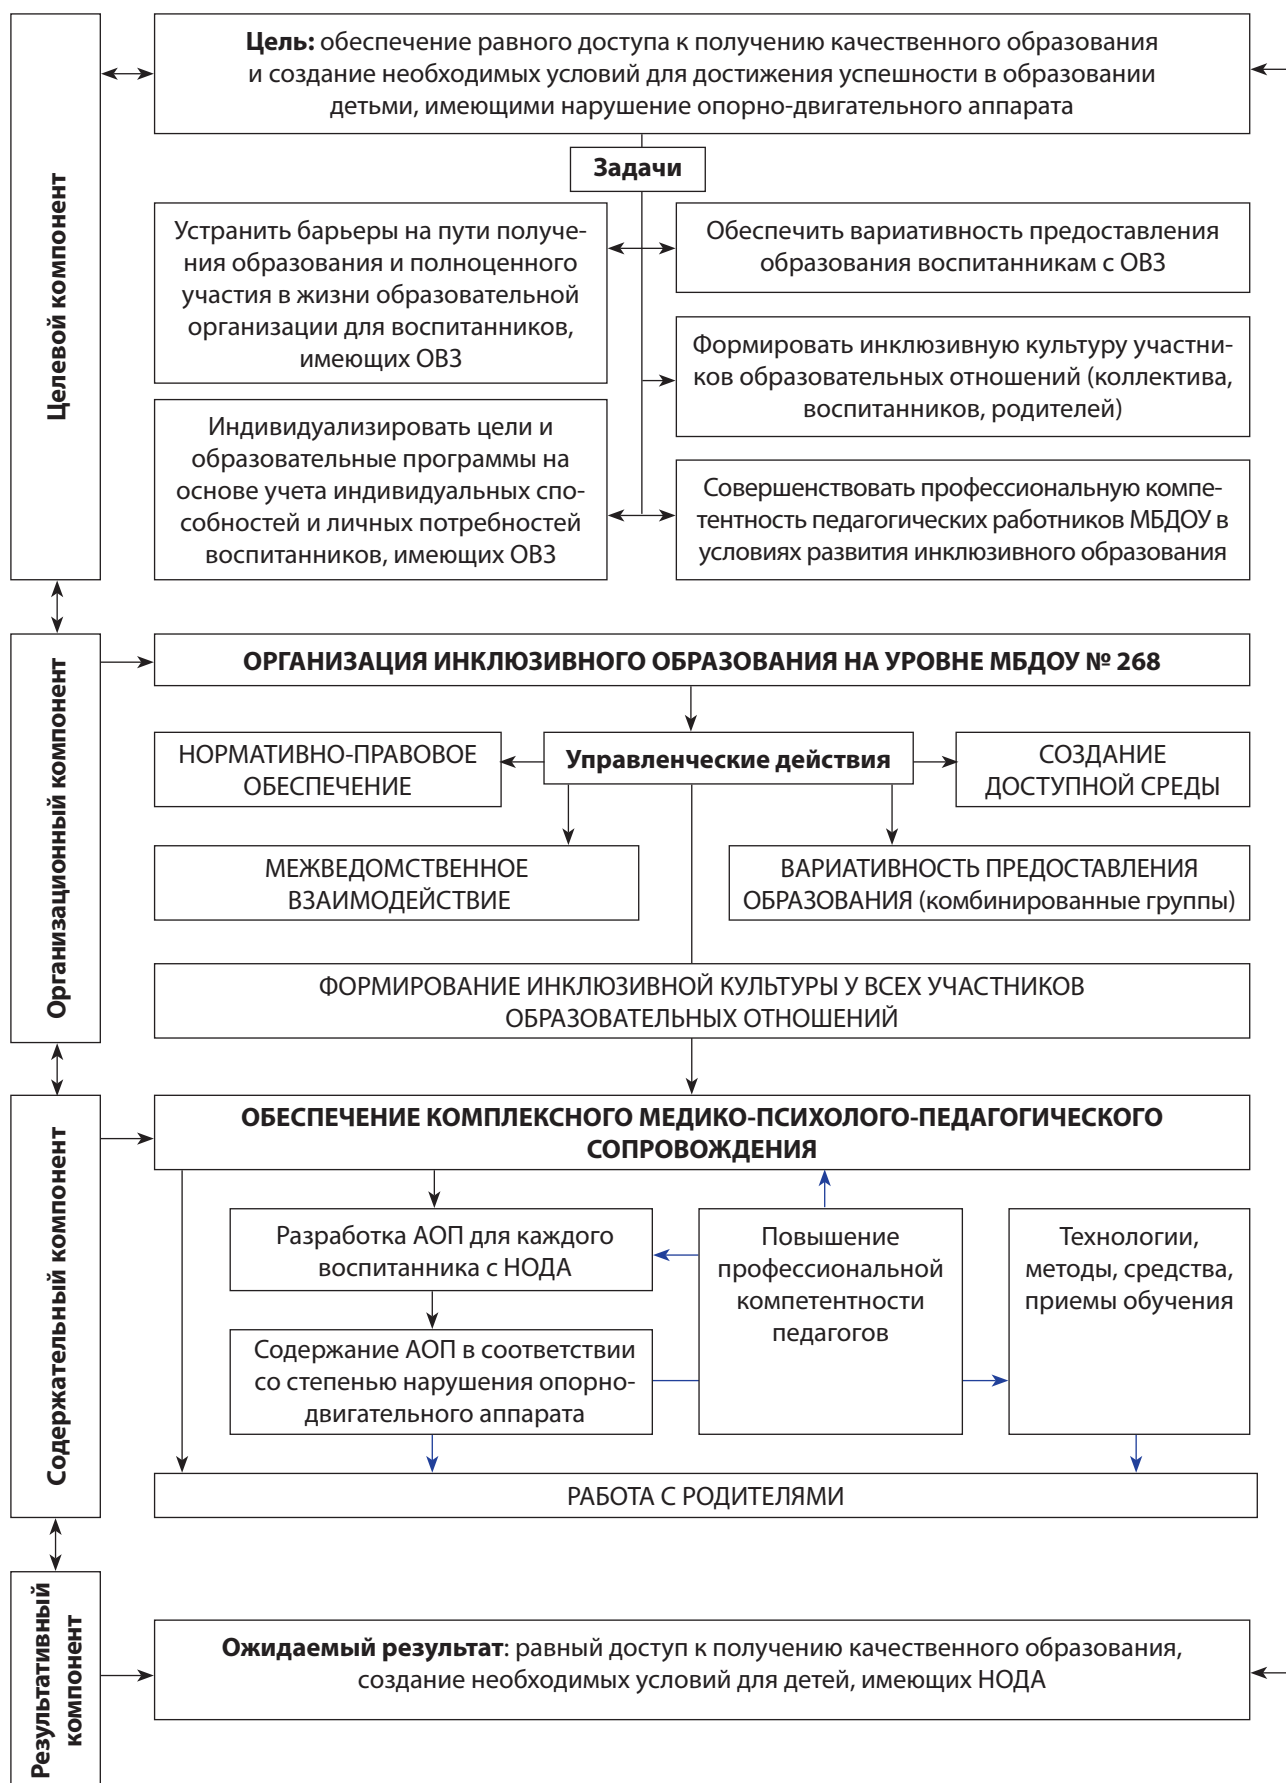 Целевой компонент
Цель: обеспечение равного доступа к получению качественного образования
и создание необходимых условий для достижения успешности в образовании
детьми, имеющими нарушение опорно-двигательного аппарата
Задачи
Устранить барьеры на пути получе-
ния образования и полноценного
участия в жизни образовательной
организации для воспитанников,
имеющих ОВЗ
Обеспечить вариативность предоставления
образования воспитанникам с ОВЗ
Формировать инклюзивную культуру участни-
ков образовательных отношений (коллектива,
воспитанников, родителей)
Индивидуализировать цели и
образовательные программы на
основе учета индивидуальных спо-
собностей и личных потребностей
воспитанников, имеющих ОВЗ
Совершенствовать профессиональную компе-
тентность педагогических работников МБДОУ в
условиях развития инклюзивного образования
Организационный компонент
ОРГАНИЗАЦИЯ ИНКЛЮЗИВНОГО ОБРАЗОВАНИЯ НА УРОВНЕ МБДОУ № 268
НОРМАТИВНО-ПРАВОВОЕ
ОБЕСПЕЧЕНИЕ
Управленческие действия
СОЗДАНИЕ
ДОСТУПНОЙ СРЕДЫ
МЕЖВЕДОМСТВЕННОЕ
ВЗАИМОДЕЙСТВИЕ
ВАРИАТИВНОСТЬ ПРЕДОСТАВЛЕНИЯ
ОБРАЗОВАНИЯ (комбинированные группы)
ФОРМИРОВАНИЕ ИНКЛЮЗИВНОЙ КУЛЬТУРЫ У ВСЕХ УЧАСТНИКОВ
ОБРАЗОВАТЕЛЬНЫХ ОТНОШЕНИЙ
Содержательный компонент
ОБЕСПЕЧЕНИЕ КОМПЛЕКСНОГО МЕДИКО-ПСИХОЛОГО-ПЕДАГОГИЧЕСКОГО
СОПРОВОЖДЕНИЯ
Разработка АОП для каждого
воспитанника с НОДА
Содержание АОП в соответствии
со степенью нарушения опорно-
двигательного аппарата
Повышение
профессиональной
компетентности
педагогов
Технологии,
методы, средства,
приемы обучения
РАБОТА С РОДИТЕЛЯМИ
Результативный
компонент
Ожидаемый результат: равный доступ к получению качественного образования,
создание необходимых условий для детей, имеющих НОДА